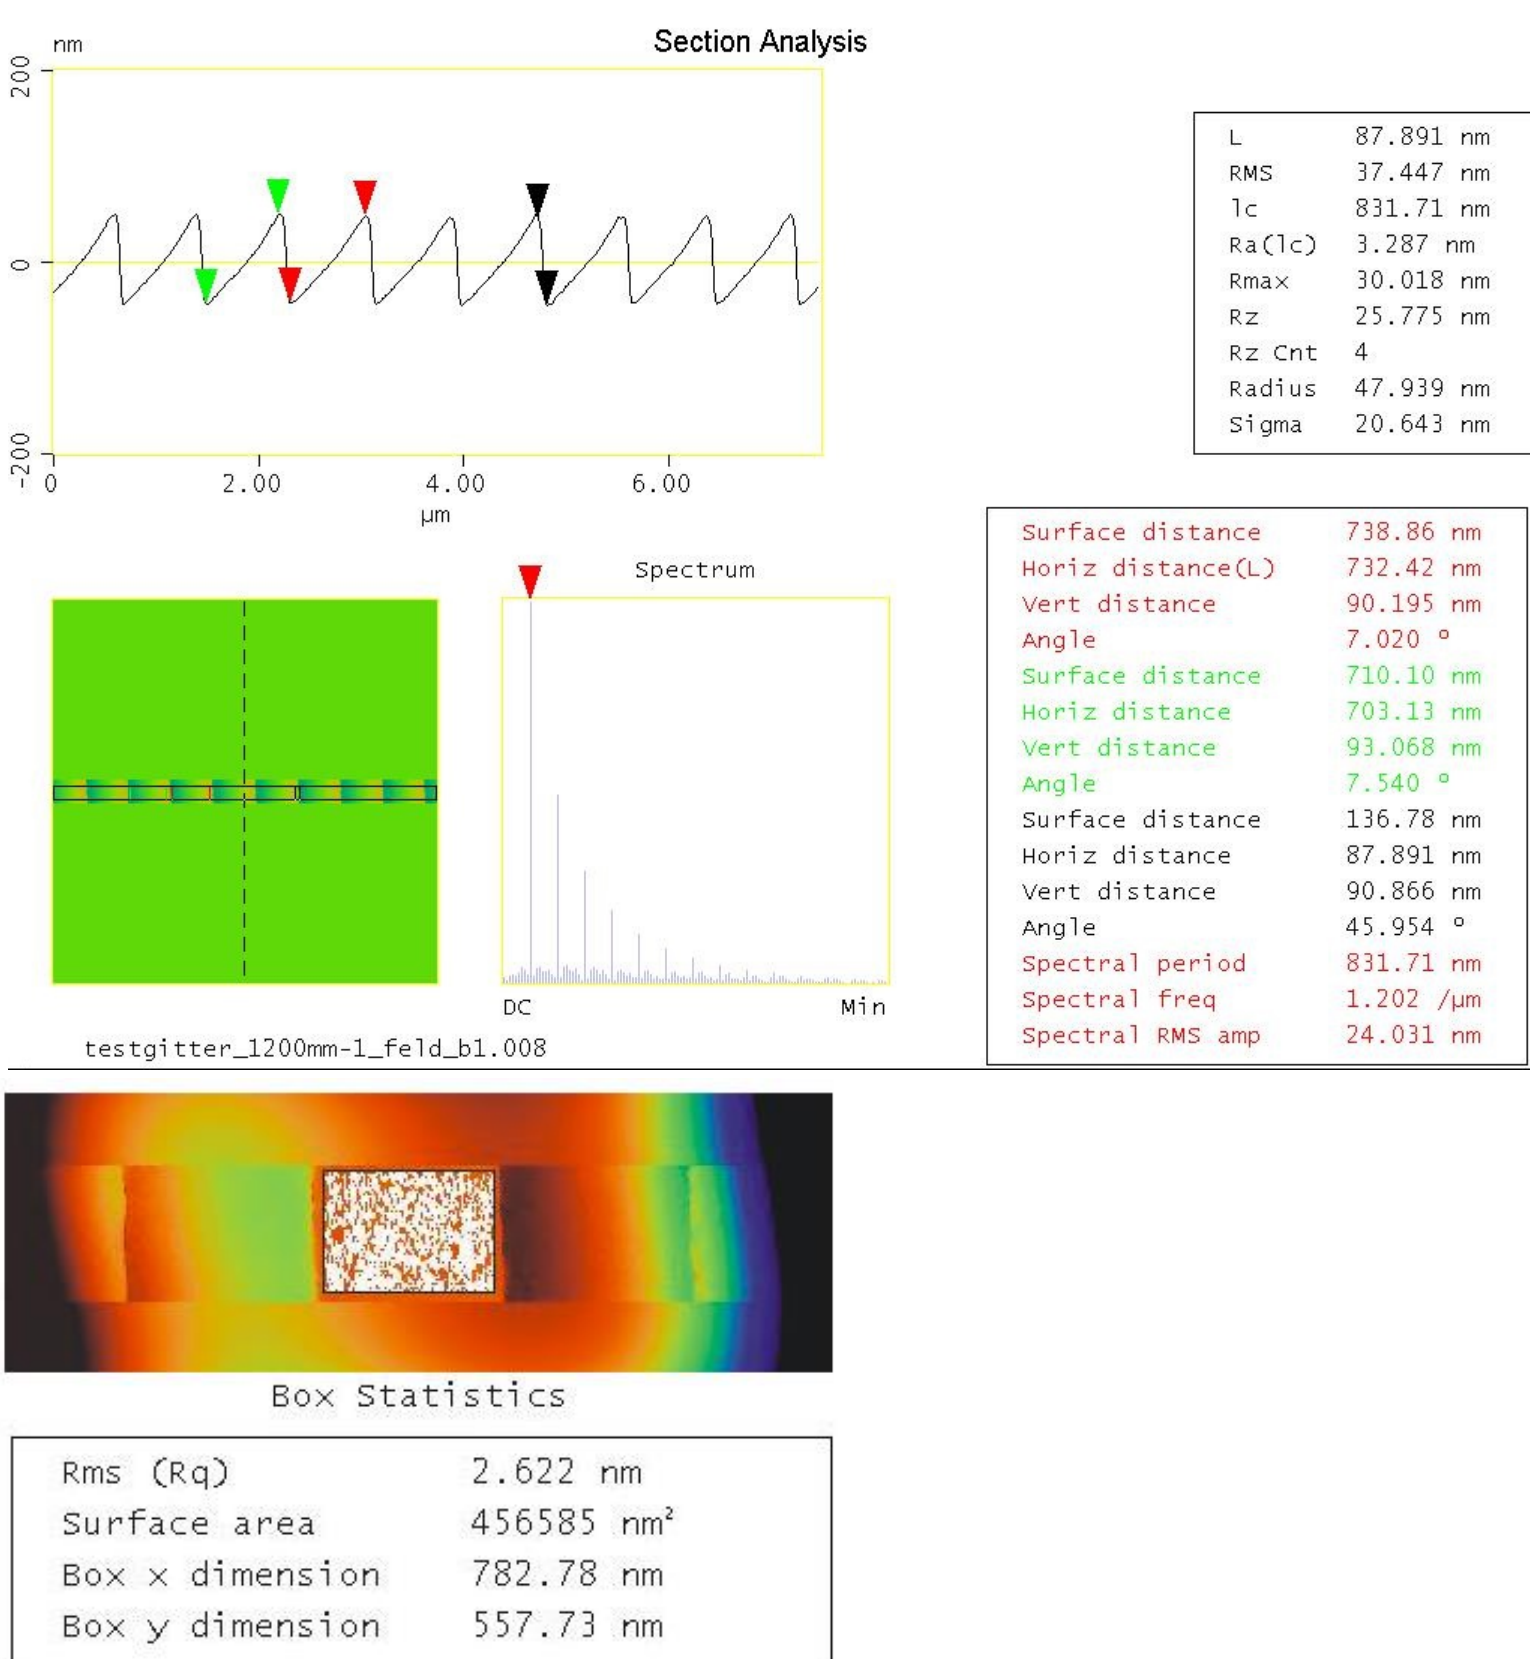 Section Analysis
nm
200
0
-200
0 2.00 4.00 6.00
µm
L 87.891 nm
RMS 37.447 nm
lc 831.71 nm
Ra(lc) 3.287 nm
Rmax 30.018 nm
Rz 25.775 nm
Rz Cnt 4
Radius 47.939 nm
Sigma 20.643 nm
Surface distance 738.86 nm
Horiz distance(L) 732.42 nm
Vert distance 90.195 nm
Angle 7.020 °
Surface distance 710.10 nm
Horiz distance 703.13 nm
Vert distance 93.068 nm
Angle 7.540 °
Surface distance 136.78 nm
Horiz distance 87.891 nm
Vert distance 90.866 nm
Angle 45.954 °
Spectral period 831.71 nm
Spectral freq 1.202 /µm
Spectral RMS amp 24.031 nm
Spectrum
DC Min
testgitter_1200mm-1_feld_b1.008
Box Statistics
Rms (Rq) 2.622 nm
Surface area 456585 nm²
Box x dimension 782.78 nm
Box y dimension 557.73 nm